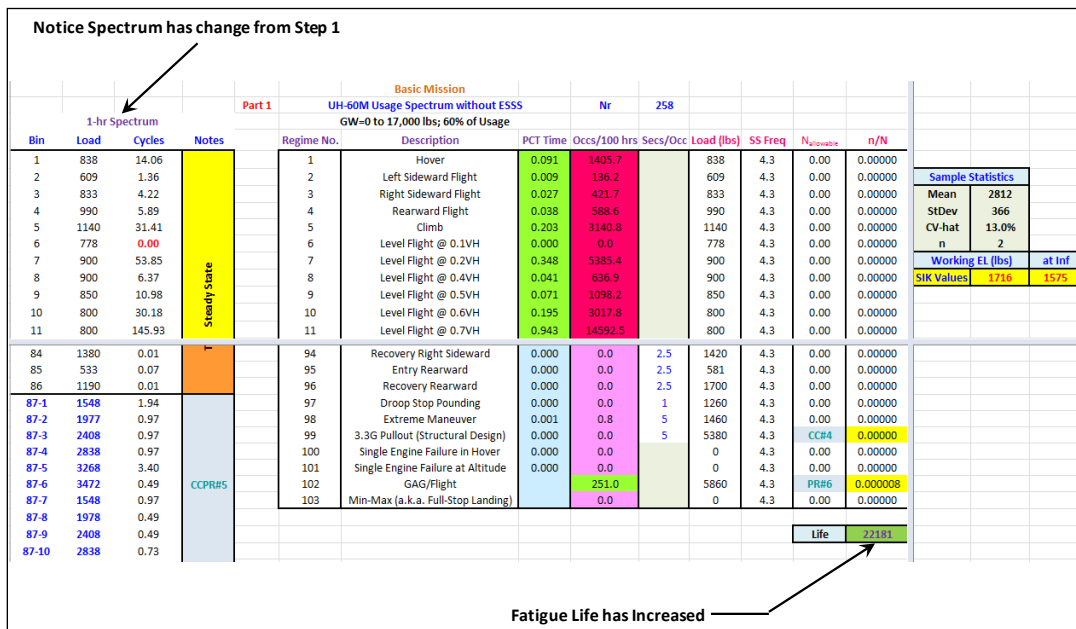 Notice Spectrum has change from Step 1
Basic Mission
Part 1 UH-60M Usage Spectrum without ESSS Nr 258
1-hr Spectrum GW=0 to 17,000 lbs; 60% of Usage
Bin Load Cycles Notes Regime No. Description PCT Time Occs/100 hrs Secs/Occ Load (lbs) SS Freq Nallowable n/N
1 838 14.06 1 Hover 0.091 1405.7 838 4.3 0.00 0.00000
2 609 1.36 2 Left Sideward Flight 0.009 136.2 609 4.3 0.00 0.00000 Sample Statistics
3 833 4.22 3 Right Sideward Flight 0.027 421.7 833 4.3 0.00 0.00000 Mean 2812
4 990 5.89 4 Rearward Flight 0.038 588.6 990 4.3 0.00 0.00000 StDev 366
5 1140 31.41 5 Climb 0.203 3140.8 1140 4.3 0.00 0.00000 CV-hat 13.0%
6 778 0.00 6 Level Flight @ 0.1VH 0.000 0.0 778 4.3 0.00 0.00000 n 2
7 900 53.85 7 Level Flight @ 0.2VH 0.348 5385.4 900 4.3 0.00 0.00000 Working EL (lbs) at Inf
8 900 6.37 8 Level Flight @ 0.4VH 0.041 636.9 900 4.3 0.00 0.00000 SIK Values 1716 1575
9 850 10.98 9 Level Flight @ 0.5VH 0.071 1098.2 850 4.3 0.00 0.00000
10 800 30.18 10 Level Flight @ 0.6VH 0.195 3017.8 800 4.3 0.00 0.00000
11 800 145.93 11 Level Flight @ 0.7VH 0.943 14592.5 800 4.3 0.00 0.00000
Steady State
T
84 1380 0.01 94 Recovery Right Sideward 0.000 0.0 2.5 1420 4.3 0.00 0.00000
85 533 0.07 95 Entry Rearward 0.000 0.0 2.5 581 4.3 0.00 0.00000
86 1190 0.01 96 Recovery Rearward 0.000 0.0 2.5 1700 4.3 0.00 0.00000
87-1 1548 1.94 97 Droop Stop Pounding 0.000 0.0 1 1260 4.3 0.00 0.00000
87-2 1977 0.97 98 Extreme Maneuver 0.001 0.8 5 1460 4.3 0.00 0.00000
87-3 2408 0.97 99 3.3G Pullout (Structural Design) 0.000 0.0 5 5380 4.3 CC#4 0.00000
87-4 2838 0.97 100 Single Engine Failure in Hover 0.000 0.0 0 4.3 0.00 0.00000
87-5 3268 3.40 101 Single Engine Failure at Altitude 0.000 0.0 0 4.3 0.00 0.00000
87-6 3472 0.49 CCPR#5 102 GAG/Flight 251.0 5860 4.3 PR#6 0.000008
87-7 1548 0.97 103 Min-Max (a.k.a. Full-Stop Landing) 0.0 0 4.3 0.00 0.00000
87-8 1978 0.49
87-9 2408 0.49 Life 22181
87-10 2838 0.73
Fatigue Life has Increased